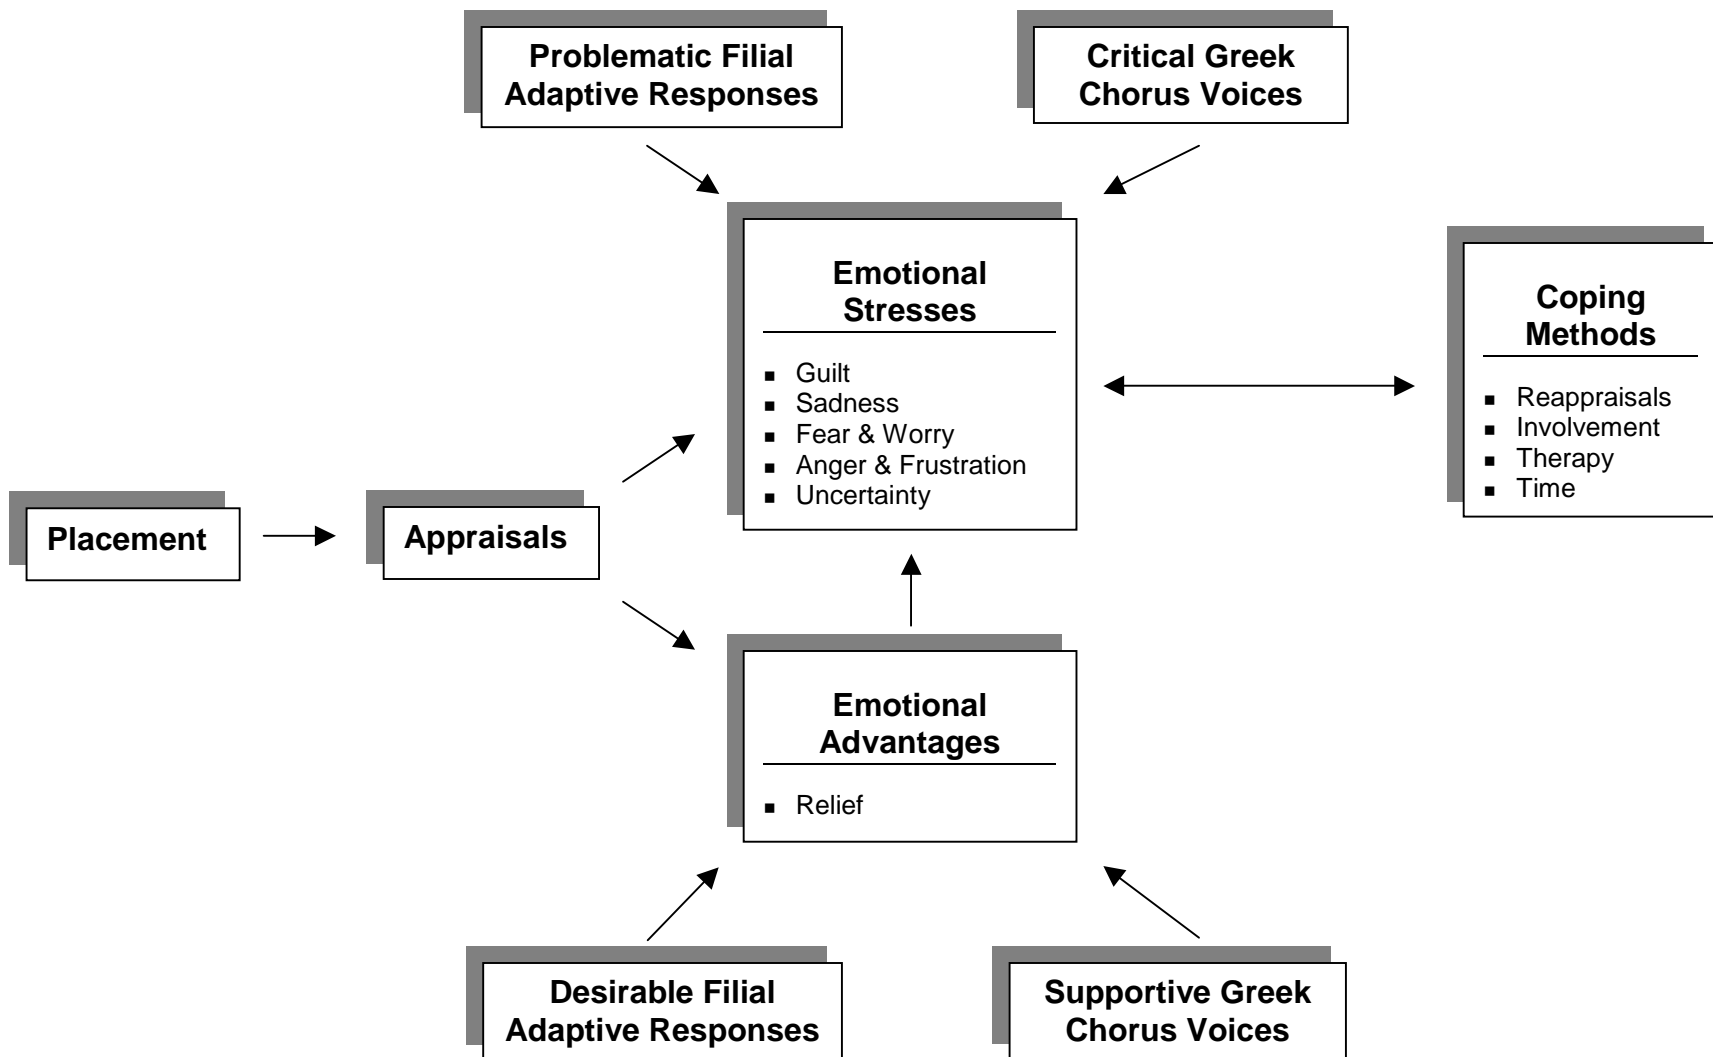 Problematic Filial
Adaptive Responses
Critical Greek
Chorus Voices
Emotional
Stresses
■ Guilt
■ Sadness
■ Fear & Worry
■ Anger & Frustration
■ Uncertainty
Coping
Methods
■ Reappraisals
■ Involvement
■ Therapy
■ Time
Placement
Appraisals
Emotional
Advantages
■ Relief
Desirable Filial
Adaptive Responses
Supportive Greek
Chorus Voices